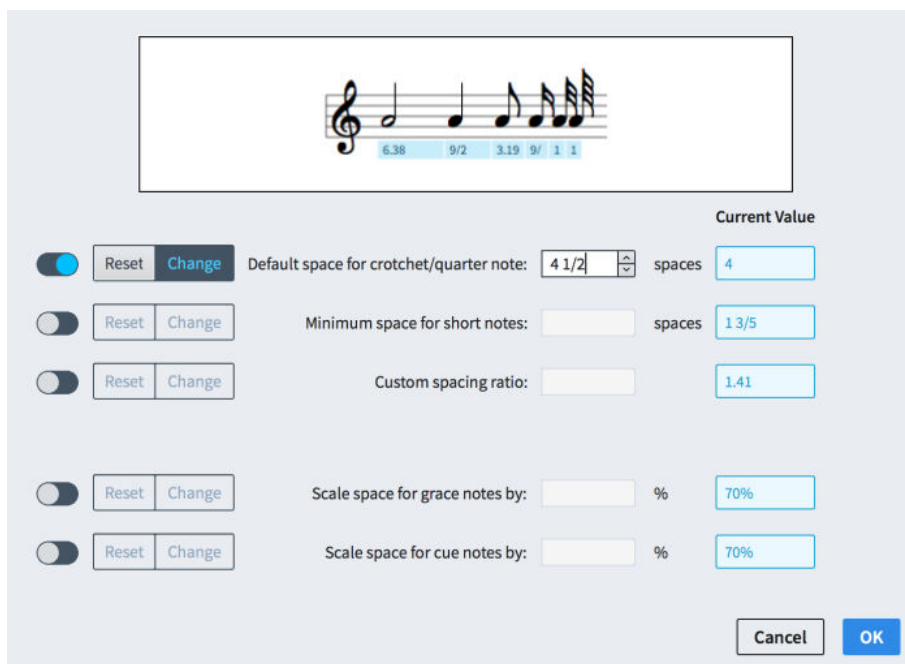 6.38 9/2 3.19 9/ 1 1
Current Value
Reset Change Default space for crotchet/quarter note: 4 1/2 spaces 4
Reset Change Minimum space for short notes: spaces 1 3/5
Reset Change Custom spacing ratio: 1.41
Reset Change Scale space for grace notes by: % 70%
Reset Change Scale space for cue notes by: % 70%
Cancel OK